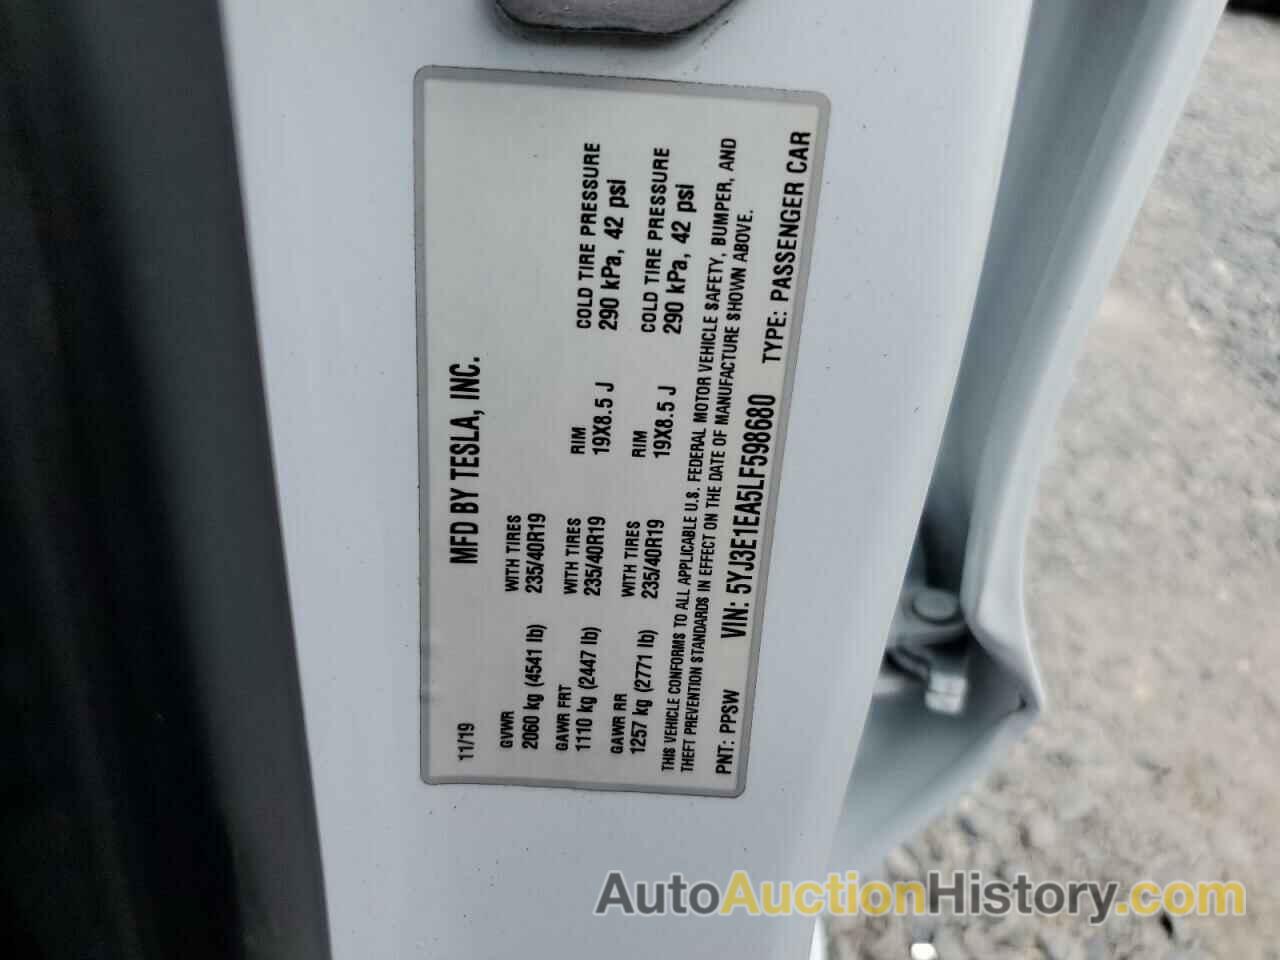 MFD BY TESLA, INC.
11/19
GVWR
2060 kg (4541 lb)
WITH TIRES
235/40R19
RIM
19X8.5 J
COLD TIRE PRESSURE
290 kPa, 42 psi
GAWR FRT
1110 kg (2447 lb)
WITH TIRES
235/40R19
GAWR RR
1257 kg (2771 lb)
WITH TIRES
235/40R19
RIM
19X8.5 J
COLD TIRE PRESSURE
290 kPa, 42 psi
THIS VEHICLE CONFORMS TO ALL APPLICABLE U.S. FEDERAL MOTOR VEHICLE SAFETY, BUMPER, AND
THEFT PREVENTION STANDARDS IN EFFECT ON THE DATE OF MANUFACTURE SHOWN ABOVE.
PNT: PPSW VIN: 5YJ3E1EA5LF598680 TYPE: PASSENGER CAR
AutoAuctionHistory.com